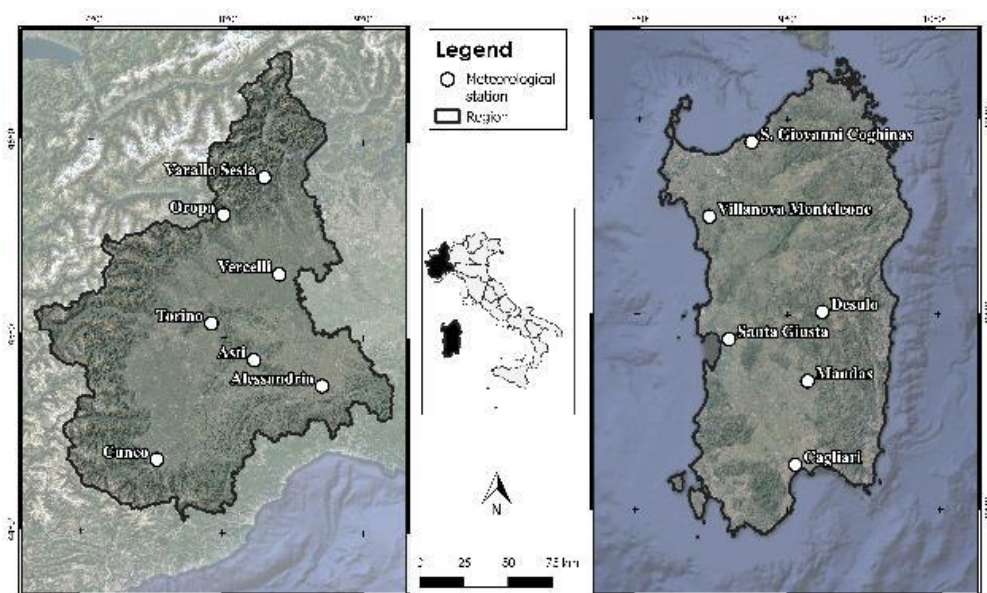 Legend
Meteorological
station
Region
Varallo Sesia
Oropa
Vercelli
Torino
Asti
Alessandria
Cuneo
N
0 25 50 75 km
S. Giovanni Coghinas
Villanova Monteleone
Desulo
Santa Giusta
Mandas
Cagliari